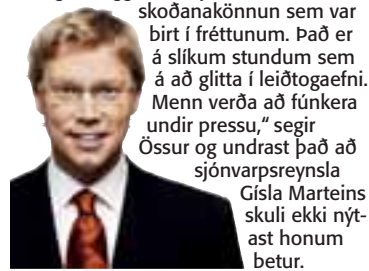 skoðanakönnun sem var
birt í fréttunum. Það er
á slíkum stundum sem
á að glitta í leiðtogaefni.
Menn verða að fúnkera
undir pressu,“ segir
Össur og undrast það að
sjónvarpsreynsla
Gísla Marteins
skuli ekki nýt-
ast honum
betur.